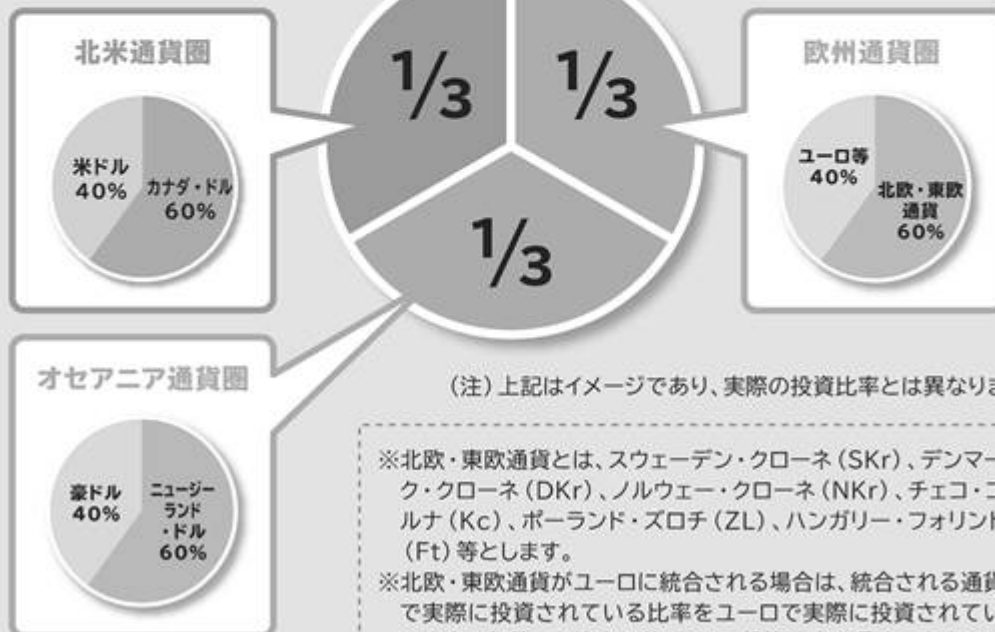 北米通貨圏
米ドル
40%
カナダ・ドル
60%
1/3
1/3
1/3
欧州通貨圏
ユーロ等
40%
北欧・東欧
通貨
60%
オセアニア通貨圏
豪ドル
40%
ニュージー
ランド
・ドル
60%
(注)上記はイメージであり、実際の投資比率とは異なりま
※北欧・東欧通貨とは、スウェーデン・クローネ(SKr)、デンマー
ク・クローネ(DKr)、ノルウェー・クローネ(NKr)、チェコ・コ
ルナ(Kc)、ポーランド・ズロチ(ZL)、ハンガリー・フォリント
(Ft)等とします。
※北欧・東欧通貨がユーロに統合される場合は、統合される通貨
で実際に投資されている比率をユーロで実際に投資されてい